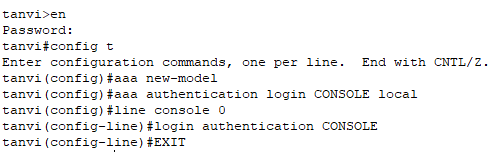 tanvi>en
Password:
tanvi#config t
Enter configuration commands, one per line.  End with CNTL/Z.
tanvi(config)#aaa new-model
tanvi(config)#aaa authentication login CONSOLE local
tanvi(config)#line console 0
tanvi(config-line)#login authentication CONSOLE
tanvi(config-line)#EXIT